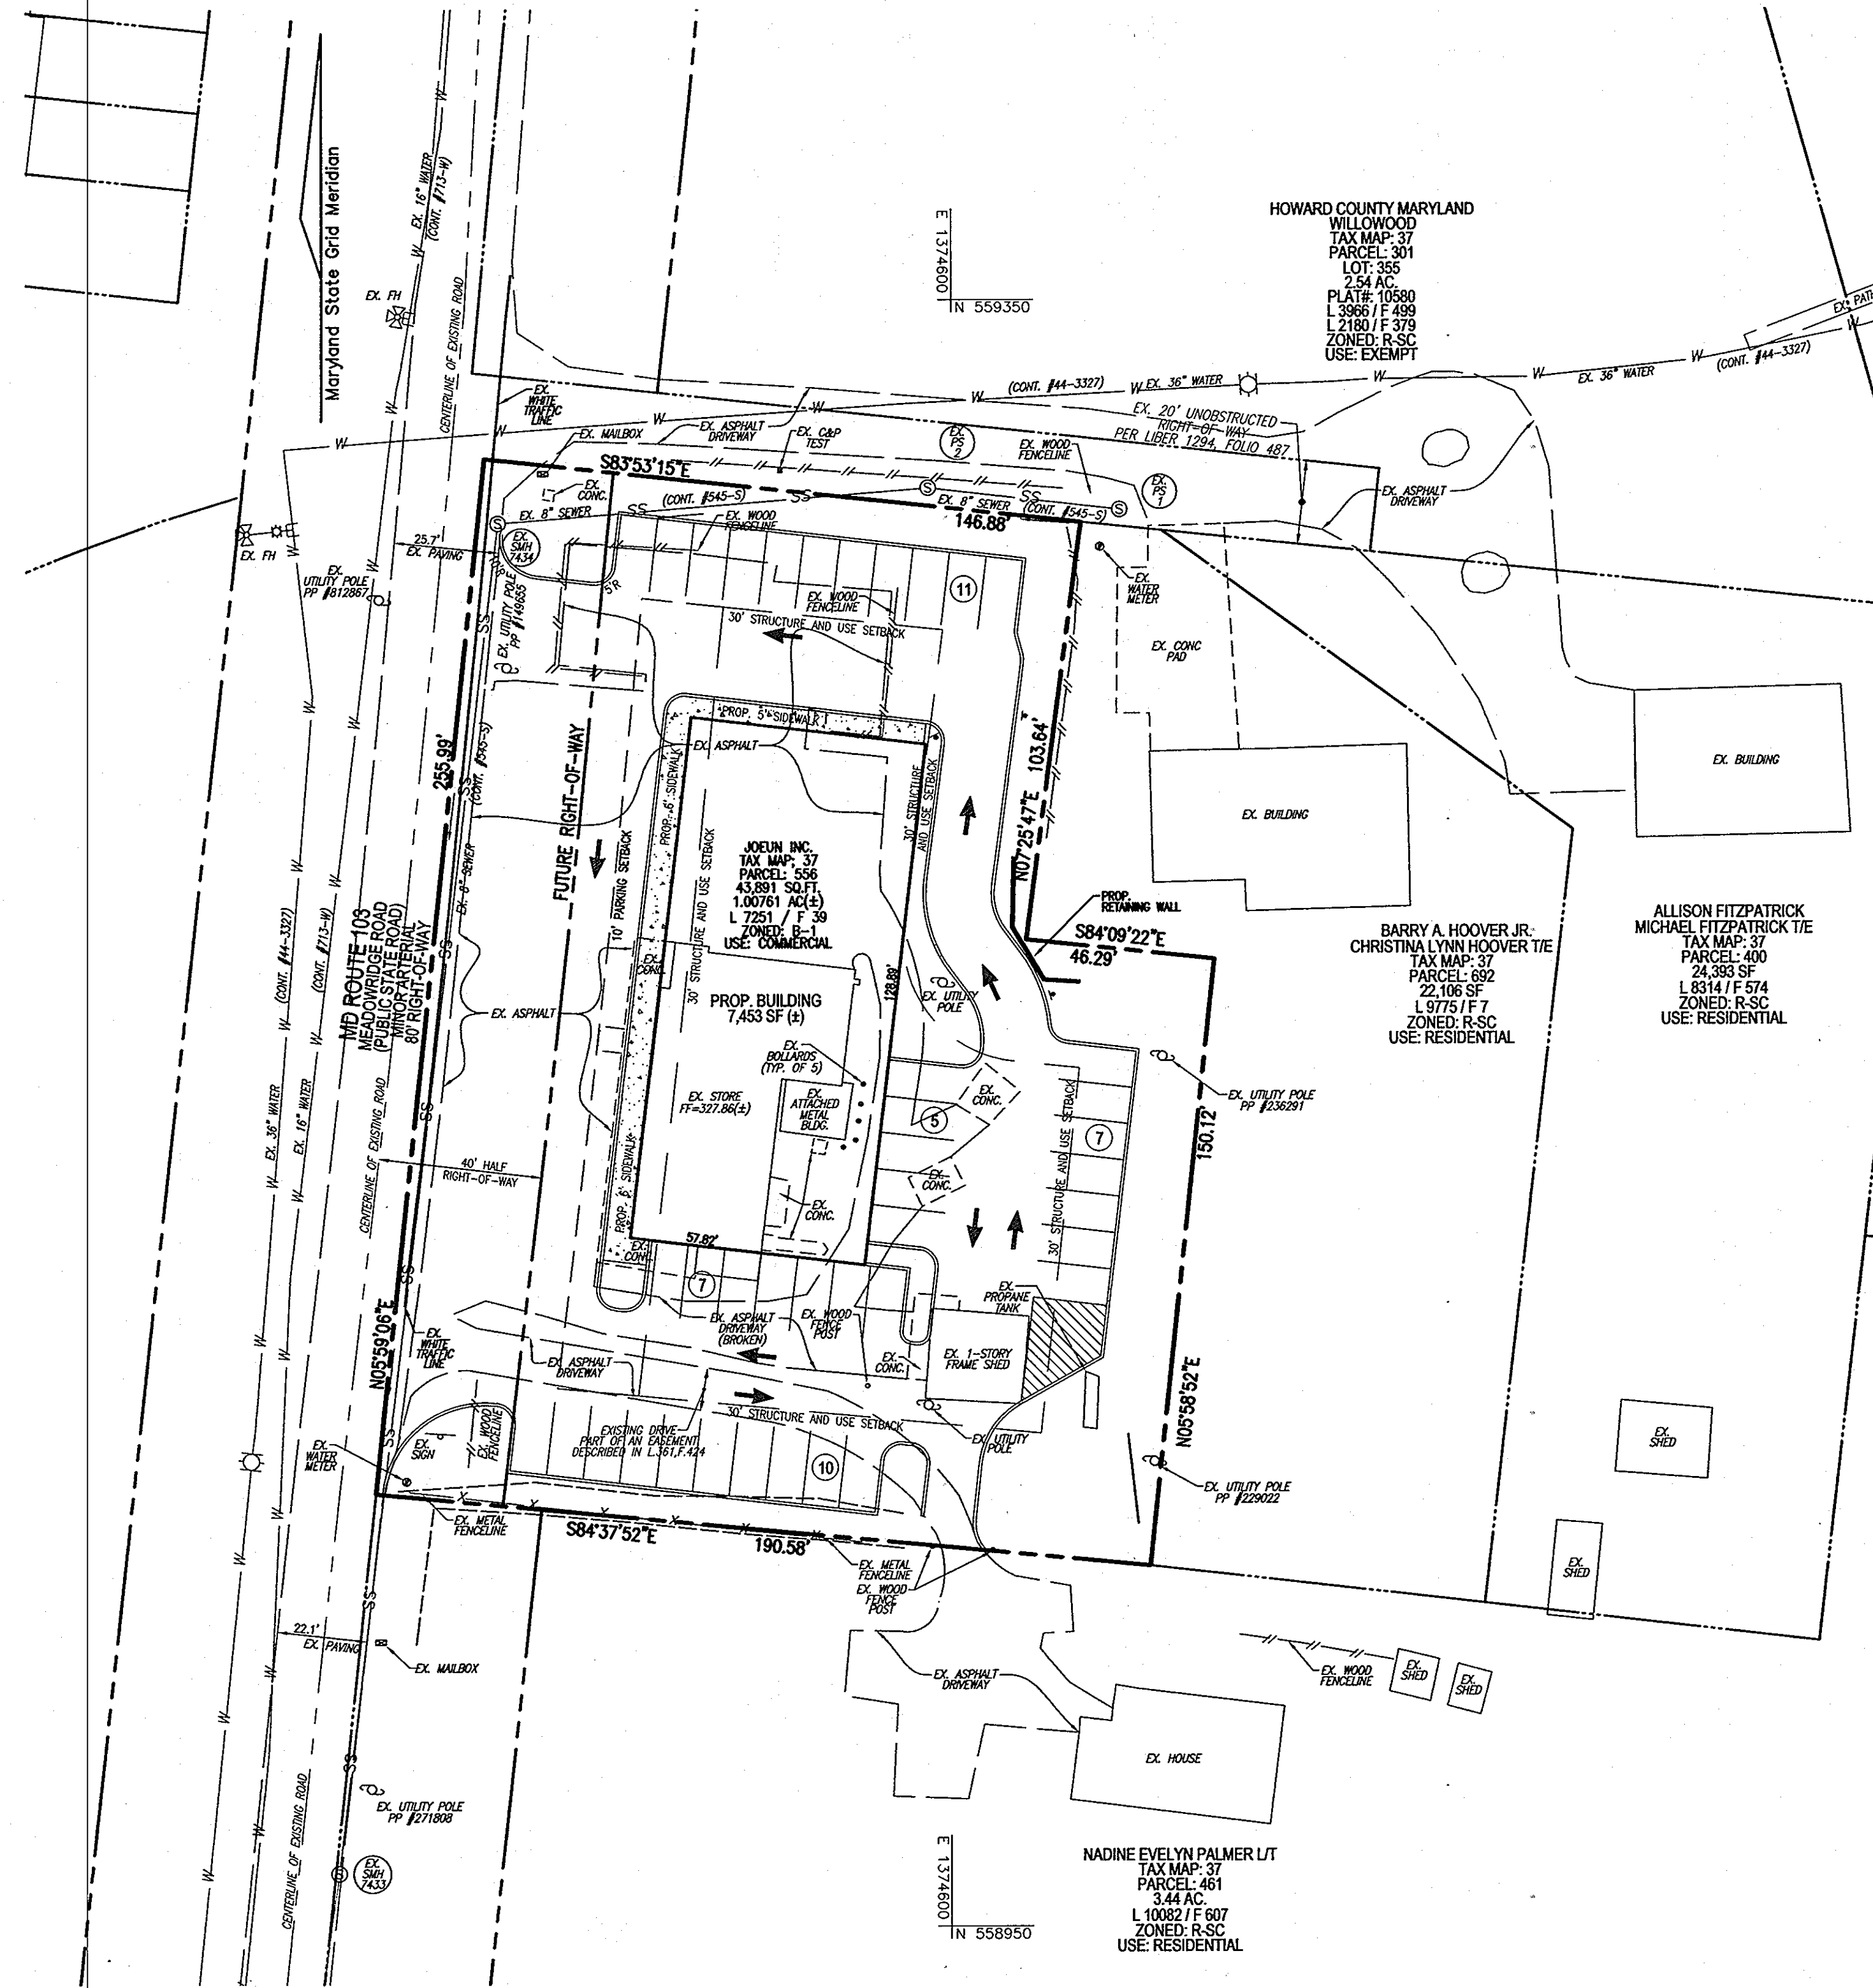 Maryland State Grid Meridian
EX. 16" WATER
(CONT. #713-W)
EX. FH
CENTERLINE OF EXISTING ROAD
E 1374600
N 559350
HOWARD COUNTY MARYLAND
WILLOWOOD
TAX MAP: 37
PARCEL: 301
LOT: 355
2.54 AC.
PLAT#: 10580
L 3966 / F 499
L 2180 / F 379
ZONED: R-SC
USE: EXEMPT
(CONT. #44-3327)
EX. 36" WATER
EX. 36" WATER
(CONT. #44-3327)
EX. 20' UNOBSTRUCTED
RIGHT-OF-WAY
PER LIBER 1294, FOLIO 487
EX.
WHITE
TRAFFIC
LINE
EX. MAILBOX
EX. ASPHALT
DRIVEWAY
EX. C&P
TEST
EX.
PS
2
EX. WOOD
FENCELINE
EX.
PS
1
EX. ASPHALT
DRIVEWAY
S83°53'15"E
146.88'
EX.
CONC.
(CONT. #545-S)
EX. 8" SEWER
EX. WOOD
FENCELINE
EX. 8" SEWER
(CONT. #545-S)
EX.
SMH
7434
25.7'
EX. PAVING
EX. FH
EX.
UTILITY POLE
PP #812867
EX. UTILITY POLE
PP #149655
5'R
11
EX.
WATER
METER
EX. WOOD
FENCELINE
30' STRUCTURE AND USE SETBACK
EX. CONC
PAD
PROP. 5' SIDEWALK
EX. ASPHALT
255.99'
(CONT. #545-S)
EX. 8" SEWER
FUTURE RIGHT-OF-WAY
10' PARKING SETBACK
PROP. 6' SIDEWALK
30' STRUCTURE AND USE SETBACK
30' STRUCTURE
AND USE SETBACK
N07°25'47"E 103.64'
EX. BUILDING
EX. BUILDING
JOEUN INC.
TAX MAP: 37
PARCEL: 556
43,891 SQ.FT.
1.00761 AC(±)
L 7251 / F 39
ZONED: B-1
USE: COMMERCIAL
PROP.
RETAINING WALL
S84°09'22"E
46.29'
BARRY A. HOOVER JR.
CHRISTINA LYNN HOOVER T/E
TAX MAP: 37
PARCEL: 692
22,106 SF
L 9775 / F 7
ZONED: R-SC
USE: RESIDENTIAL
ALLISON FITZPATRICK
MICHAEL FITZPATRICK T/E
TAX MAP: 37
PARCEL: 400
24,393 SF
L 8314 / F 574
ZONED: R-SC
USE: RESIDENTIAL
MD ROUTE 103
MEADOWRIDGE ROAD
(PUBLIC STATE ROAD)
MINOR ARTERIAL
80' RIGHT-OF-WAY
(CONT. #44-3327)
EX. 36" WATER
(CONT. #713-W)
EX. 16" WATER
CENTERLINE OF EXISTING ROAD
EX.
CONC.
PROP. BUILDING
7,453 SF (±)
128.89'
EX. UTILITY
POLE
EX. ASPHALT
EX.
BOLLARDS
(TYP. OF 5)
EX. STORE
FF=327.86(±)
EX.
ATTACHED
METAL
BLDG.
EX.
CONC.
5
7
30' STRUCTURE AND USE SETBACK
EX. UTILITY POLE
PP #236291
150.12'
40' HALF
RIGHT-OF-WAY
PROP. 6' SIDEWALK
EX.
CONC.
EX.
CONC.
57.82'
EX.
CONC.
7
EX.
PROPANE
TANK
N05°59'06"E
EX.
WHITE
TRAFFIC
LINE
EX. ASPHALT
DRIVEWAY
(BROKEN)
EX. WOOD
FENCE
POST
EX. ASPHALT
DRIVEWAY
EX.
CONC.
EX. 1-STORY
FRAME SHED
N05°58'52"E
30' STRUCTURE AND USE SETBACK
EXISTING DRIVE
PART OF AN EASEMENT
DESCRIBED IN L.361,F.424
EX. WOOD
FENCELINE
EX.
SIGN
EX.
WATER
METER
EX. UTILITY
POLE
10
EX. UTILITY POLE
PP #229022
EX.
SHED
EX. METAL
FENCELINE
S84°37'52"E
190.58'
EX. METAL
FENCELINE
EX. WOOD
FENCE
POST
EX.
SHED
22.1'
EX. PAVING
EX. MAILBOX
EX. ASPHALT
DRIVEWAY
EX. WOOD
FENCELINE
EX.
SHED
EX.
SHED
EX. HOUSE
EX. UTILITY POLE
PP #271808
EX.
SMH
7433
CENTERLINE OF EXISTING ROAD
E 1374600
N 558950
NADINE EVELYN PALMER L/T
TAX MAP: 37
PARCEL: 461
3.44 AC.
L 10082 / F 607
ZONED: R-SC
USE: RESIDENTIAL